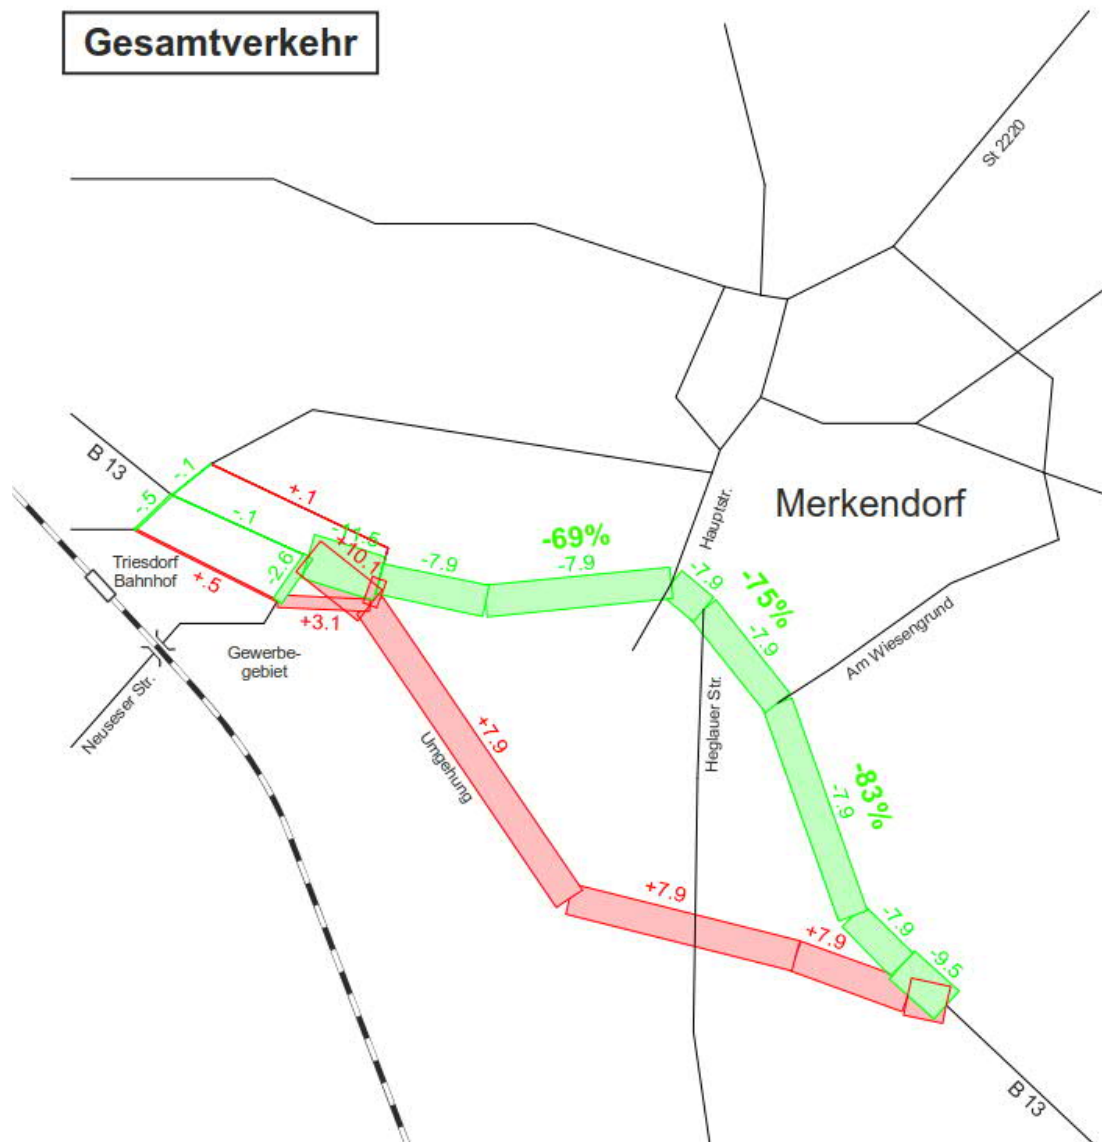 Gesamtverkehr
St 2220
B 13
-.1
-.5
+.1
-.1
-11.5
+10.1
-2.6
Triesdorf
Bahnhof
+.5
+3.1
Gewerbe-
gebiet
Neuseser Str.
-7.9
-69%
-7.9
Hauptstr.
Merkendorf
-7.9
-75%
-7.9
Am Wiesengrund
Heglauer Str.
+7.9
Umgehung
-83%
-7.9
+7.9
+7.9
-7.9
-9.5
B 13